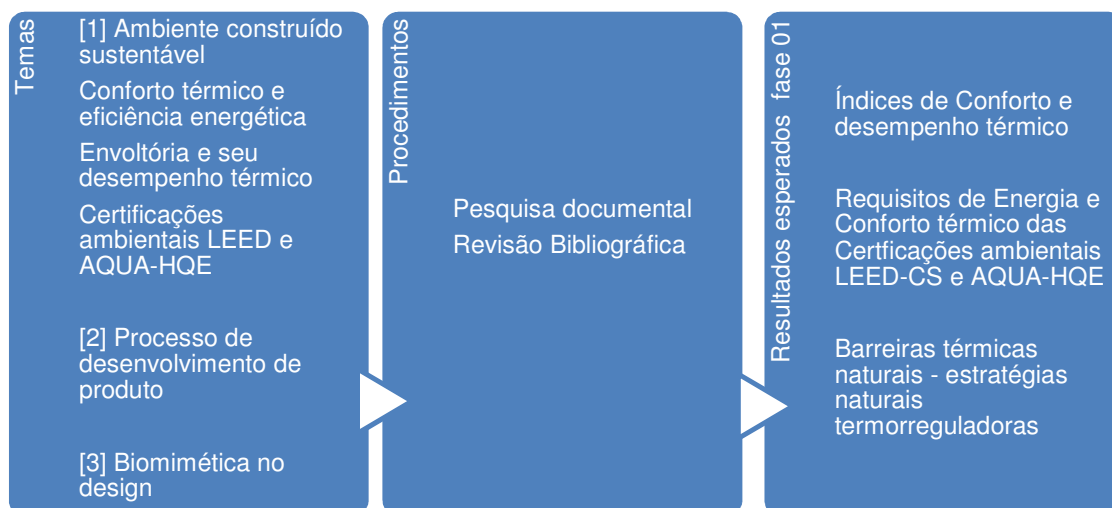 Temas
[1] Ambiente construído
sustentável
Conforto térmico e
eficiência energética
Envoltória e seu
desempenho térmico
Certificações
ambientais LEED e
AQUA-HQE
[2] Processo de
desenvolvimento de
produto
[3] Biomimética no
design
Procedimentos
Pesquisa documental
Revisão Bibliográfica
Resultados esperados fase 01
Índices de Conforto e
desempenho térmico
Requisitos de Energia e
Conforto térmico das
Certficações ambientais
LEED-CS e AQUA-HQE
Barreiras térmicas
naturais - estratégias
naturais
termorreguladoras